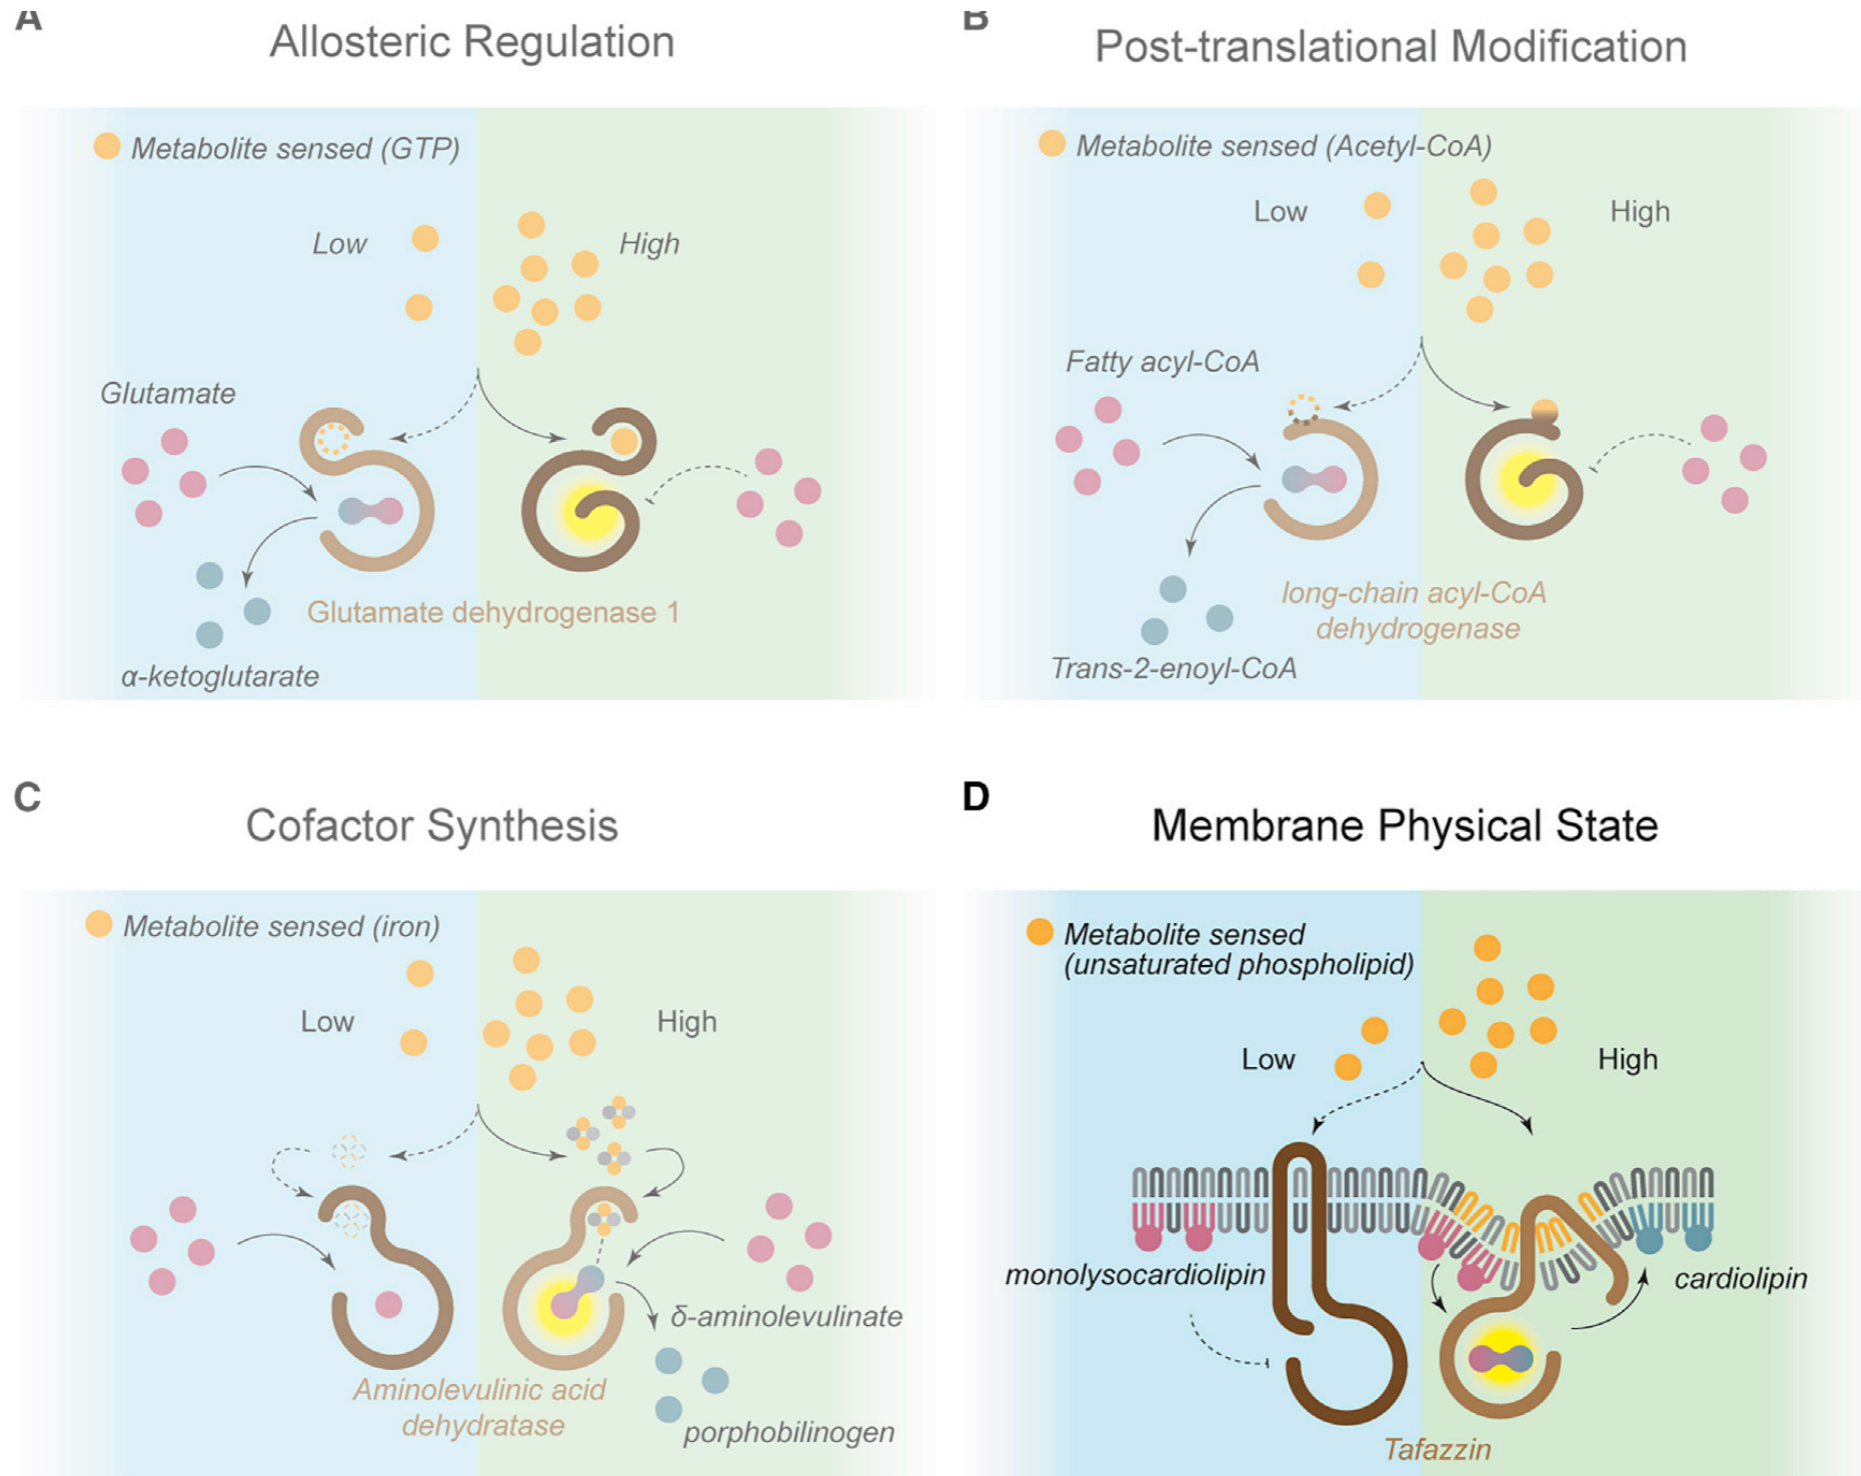 A
Allosteric Regulation
Metabolite sensed (GTP)
Low
High
Glutamate
Glutamate dehydrogenase 1
α-ketoglutarate
B
Post-translational Modification
Metabolite sensed (Acetyl-CoA)
Low
High
Fatty acyl-CoA
long-chain acyl-CoA
dehydrogenase
Trans-2-enoyl-CoA
C
Cofactor Synthesis
Metabolite sensed (iron)
Low
High
δ-aminolevulinate
Aminolevulinic acid
dehydratase
porphobilinogen
D
Membrane Physical State
Metabolite sensed
(unsaturated phospholipid)
Low
High
monolysocardiolipin
cardiolipin
Tafazzin